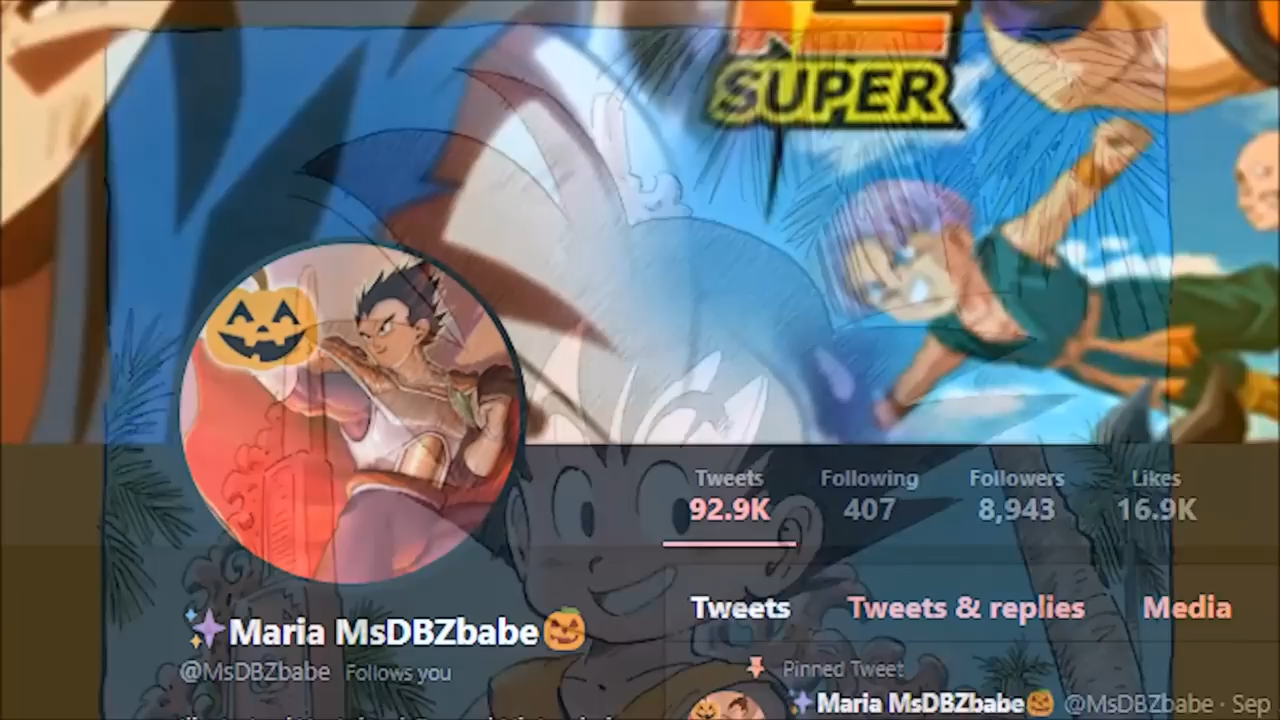 SUPER
Tweets Following Followers Likes
92.9K 407 8,943 16.9K
Tweets Tweets & replies Media
✨Maria MsDBZbabe🎃
@MsDBZbabe Follows you
Pinned Tweet
✨Maria MsDBZbabe🎃 @MsDBZbabe · Sep